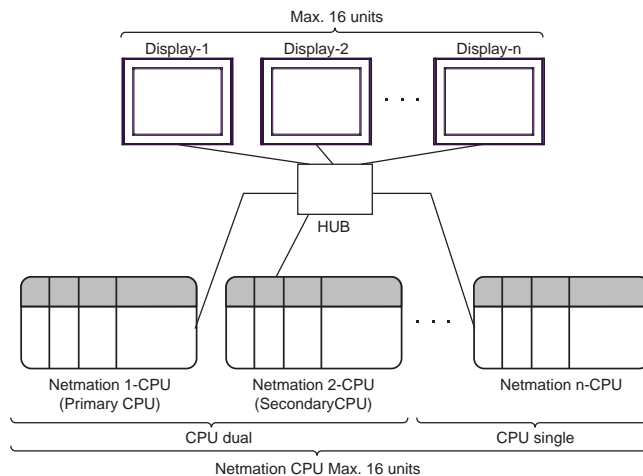 Max. 16 units
Display-1 Display-2 Display-n
. . .
HUB
. . .
Netmation 1-CPU Netmation 2-CPU Netmation n-CPU
(Primary CPU) (SecondaryCPU)
CPU dual CPU single
Netmation CPU Max. 16 units